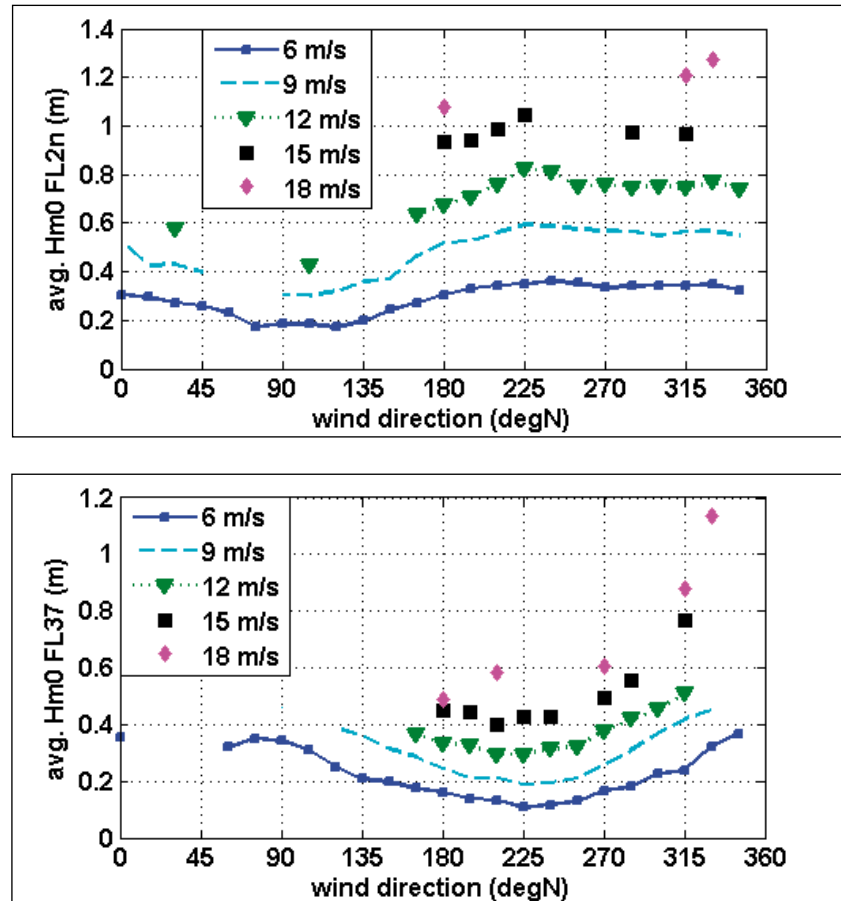 1.4
1.2
1
0.8
0.6
0.4
0.2
0
avg. Hm0 FL2n (m)
6 m/s
9 m/s
12 m/s
15 m/s
18 m/s
0 45 90 135 180 225 270 315 360
wind direction (degN)
1.2
1
0.8
0.6
0.4
0.2
0
avg. Hm0 FL37 (m)
6 m/s
9 m/s
12 m/s
15 m/s
18 m/s
0 45 90 135 180 225 270 315 360
wind direction (degN)